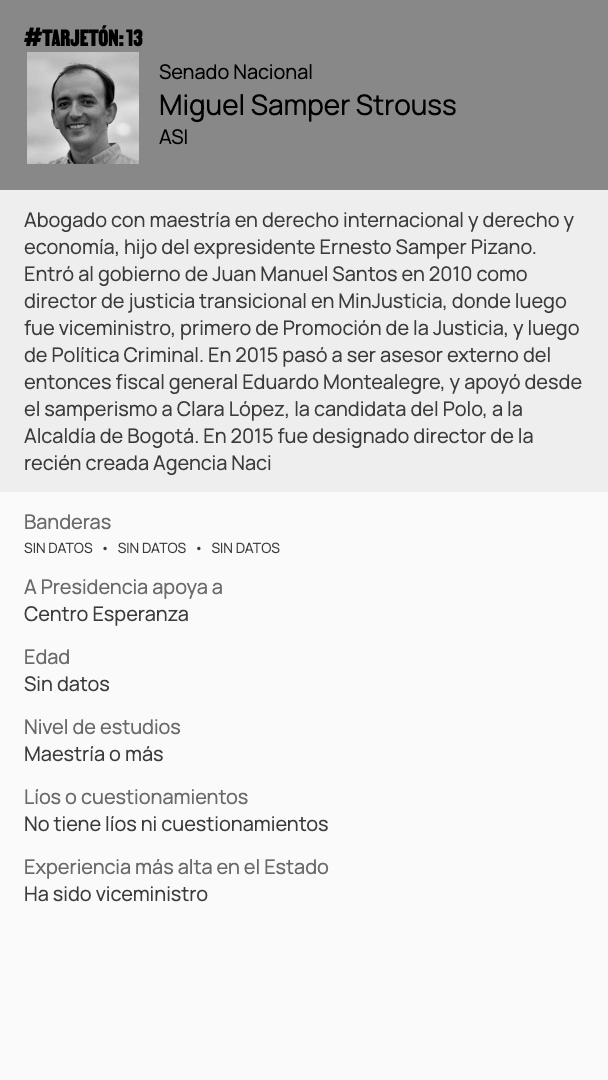 #TARJETÓN: 13
Senado Nacional
Miguel Samper Strouss
ASI
Abogado con maestría en derecho internacional y derecho y
economía, hijo del expresidente Ernesto Samper Pizano.
Entró al gobierno de Juan Manuel Santos en 2010 como
director de justicia transicional en MinJusticia, donde luego
fue viceministro, primero de Promoción de la Justicia, y luego
de Política Criminal. En 2015 pasó a ser asesor externo del
entonces fiscal general Eduardo Montealegre, y apoyó desde
el samperismo a Clara López, la candidata del Polo, a la
Alcaldía de Bogotá. En 2015 fue designado director de la
recién creada Agencia Naci
Banderas
SIN DATOS • SIN DATOS • SIN DATOS
A Presidencia apoya a
Centro Esperanza
Edad
Sin datos
Nivel de estudios
Maestría o más
Líos o cuestionamientos
No tiene líos ni cuestionamientos
Experiencia más alta en el Estado
Ha sido viceministro